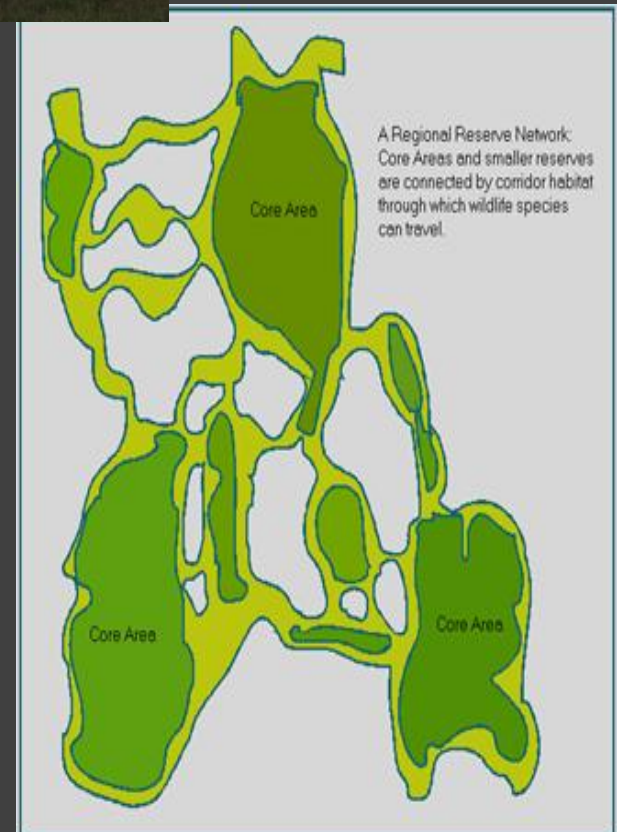 A Regional Reserve Network:
Core Areas and smaller reserves
are connected by corridor habitat
through which wildlife species
can travel.
Core Area
Core Area
Core Area